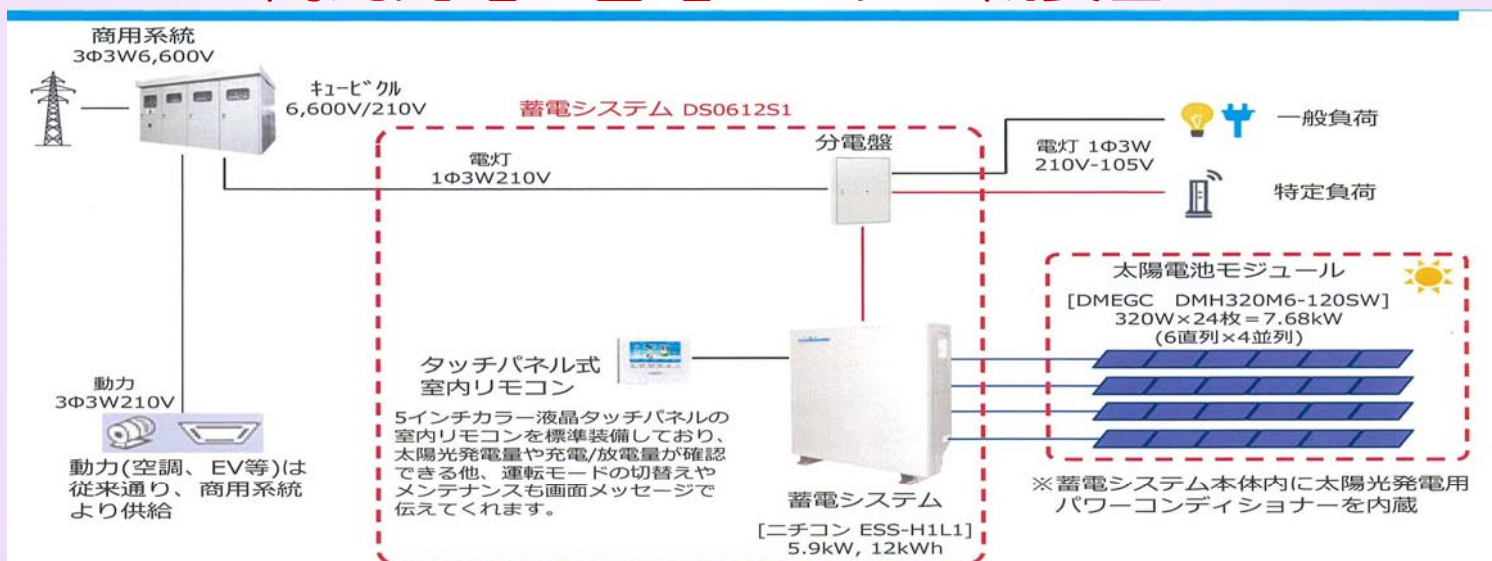 商用系統
3Φ3W6,600V
ｷｭｰﾋﾞｸﾙ
6,600V/210V
蓄電システム DS0612S1
分電盤
電灯
1Φ3W210V
電灯 1Φ3W
210V-105V
一般負荷
特定負荷
太陽電池モジュール
[DMEGC DMH320M6-120SW]
320W×24枚＝7.68kW
(6直列×4並列)
タッチパネル式
室内リモコン
5インチカラー液晶タッチパネルの
室内リモコンを標準装備しており、
太陽光発電量や充電/放電量が確認
できる他、運転モードの切替えや
メンテナンスも画面メッセージで
伝えてくれます。
動力
3Φ3W210V
動力(空調、EV等)は
従来通り、商用系統
より供給
蓄電システム
[ニチコン ESS-H1L1]
5.9kW, 12kWh
※蓄電システム本体内に太陽光発電用
パワーコンディショナーを内蔵